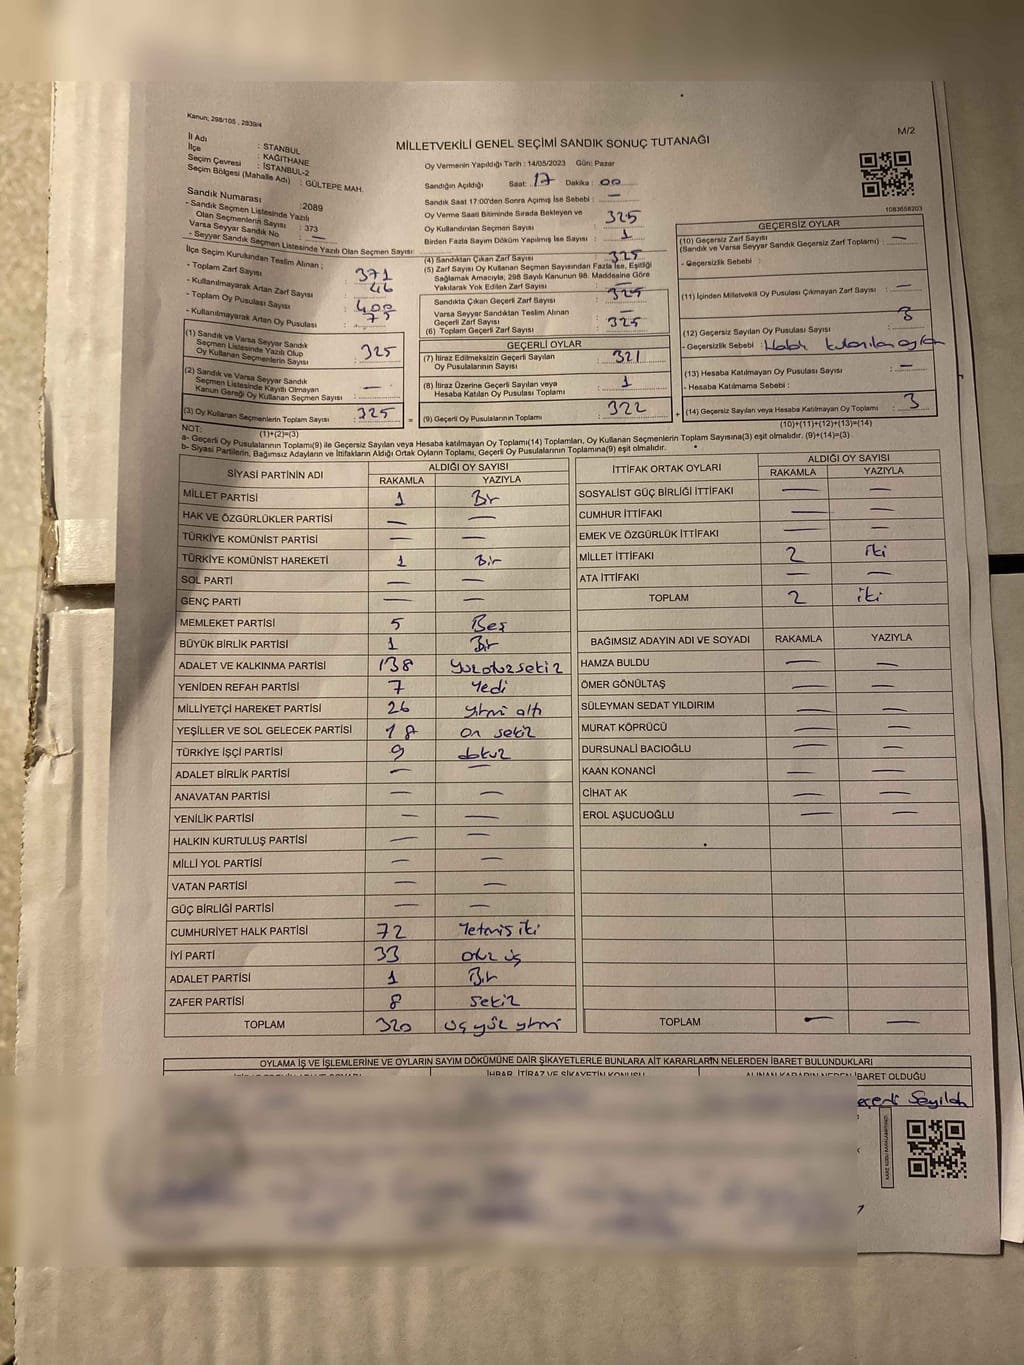 Kanun; 298/105 , 2839/4
M/2
İl Adı : İSTANBUL
İlçe : KAĞITHANE
Seçim Çevresi : İSTANBUL-2
Seçim Bölgesi (Mahalle Adı) : GÜLTEPE MAH.
Sandık Numarası : 2089
- Sandık Seçmen Listesinde Yazılı
Olan Seçmenlerin Sayısı : 373
Varsa Seyyar Sandık No : —
- Seyyar Sandık Seçmen Listesinde Yazılı Olan Seçmen Sayısı:
İlçe Seçim Kurulundan Teslim Alınan ;
- Toplam Zarf Sayısı : 371
- Kullanılmayarak Artan Zarf Sayısı : 46
- Toplam Oy Pusulası Sayısı : 400
- Kullanılmayarak Artan Oy Pusulası : 75
(1) Sandık ve Varsa Seyyar Sandık
Seçmen Listesinde Yazılı Olup
Oy Kullanan Seçmenlerin Sayısı : 325
(2) Sandık ve Varsa Seyyar Sandık
Seçmen Listesinde Kayıtlı Olmayan
Kanun Gereği Oy Kullanan Seçmen Sayısı : —
(3) Oy Kullanan Seçmenlerin Toplam Sayısı : 325
(1)+(2)=(3)
MİLLETVEKİLİ GENEL SEÇİMİ SANDIK SONUÇ TUTANAĞI
Oy Vermenin Yapıldığı Tarih : 14/05/2023 Gün: Pazar
Sandığın Açıldığı Saat: 17 Dakika : 00
Sandık Saat 17:00'den Sonra Açılmış İse Sebebi : —
Oy Verme Saati Bitiminde Sırada Bekleyen ve
Oy Kullandırılan Seçmen Sayısı : 325
Birden Fazla Sayım Döküm Yapılmış İse Sayısı : 1
(4) Sandıktan Çıkan Zarf Sayısı : 325
(5) Zarf Sayısı Oy Kullanan Seçmen Sayısından Fazla İse, Eşitliği
Sağlamak Amacıyla; 298 Sayılı Kanunun 98. Maddesine Göre
Yakılarak Yok Edilen Zarf Sayısı : —
Sandıkta Çıkan Geçerli Zarf Sayısı : 325
Varsa Seyyar Sandıktan Teslim Alınan
Geçerli Zarf Sayısı : —
(6) Toplam Geçerli Zarf Sayısı : 325
GEÇERLİ OYLAR
(7) İtiraz Edilmeksizin Geçerli Sayılan
Oy Pusulalarının Sayısı : 321
(8) İtiraz Üzerine Geçerli Sayılan veya
Hesaba Katılan Oy Pusulası Toplamı : 1
= (9) Geçerli Oy Pusulalarının Toplamı : 322 +
1083658203
GEÇERSİZ OYLAR
(10) Geçersiz Zarf Sayısı
(Sandık ve Varsa Seyyar Sandık Geçersiz Zarf Toplamı) : —
- Geçersizlik Sebebi :
(11) İçinden Milletvekili Oy Pusulası Çıkmayan Zarf Sayısı : —
(12) Geçersiz Sayılan Oy Pusulası Sayısı : 3
- Geçersizlik Sebebi : Hatalı kullanılan oylar
(13) Hesaba Katılmayan Oy Pusulası Sayısı : —
- Hesaba Katılmama Sebebi :
(14) Geçersiz Sayılan veya Hesaba Katılmayan Oy Toplamı : 3
(10)+(11)+(12)+(13)=(14)
NOT:
a- Geçerli Oy Pusulalarının Toplamı(9) ile Geçersiz Sayılan veya Hesaba katılmayan Oy Toplamı(14) Toplamları, Oy Kullanan Seçmenlerin Toplam Sayısına(3) eşit olmalıdır. (9)+(14)=(3)
b- Siyasi Partilerin, Bağımsız Adayların ve İttifakların Aldığı Ortak Oyların Toplamı, Geçerli Oy Pusulalarının Toplamına(9) eşit olmalıdır.
SİYASİ PARTİNİN ADI ALDIĞI OY SAYISI
RAKAMLA YAZIYLA
MİLLET PARTİSİ 1 Bir
HAK VE ÖZGÜRLÜKLER PARTİSİ — —
TÜRKİYE KOMÜNİST PARTİSİ — —
TÜRKİYE KOMÜNİST HAREKETİ 1 Bir
SOL PARTİ — —
GENÇ PARTİ — —
MEMLEKET PARTİSİ 5 Beş
BÜYÜK BİRLİK PARTİSİ 1 Bir
ADALET VE KALKINMA PARTİSİ 138 Yüzotuzsekiz
YENİDEN REFAH PARTİSİ 7 Yedi
MİLLİYETÇİ HAREKET PARTİSİ 26 Yirmi altı
YEŞİLLER VE SOL GELECEK PARTİSİ 18 on sekiz
TÜRKİYE İŞÇİ PARTİSİ 9 dokuz
ADALET BİRLİK PARTİSİ — —
ANAVATAN PARTİSİ — —
YENİLİK PARTİSİ — —
HALKIN KURTULUŞ PARTİSİ — —
MİLLİ YOL PARTİSİ — —
VATAN PARTİSİ — —
GÜÇ BİRLİĞİ PARTİSİ — —
CUMHURİYET HALK PARTİSİ 72 Yetmiş iki
İYİ PARTİ 33 otuz üç
ADALET PARTİSİ 1 Bir
ZAFER PARTİSİ 8 sekiz
TOPLAM 320 üç yüz yirmi
İTTİFAK ORTAK OYLARI ALDIĞI OY SAYISI
RAKAMLA YAZIYLA
SOSYALİST GÜÇ BİRLİĞİ İTTİFAKI — —
CUMHUR İTTİFAKI — —
EMEK VE ÖZGÜRLÜK İTTİFAKI — —
MİLLET İTTİFAKI 2 iki
ATA İTTİFAKI — —
TOPLAM 2 iki
BAĞIMSIZ ADAYIN ADI VE SOYADI RAKAMLA YAZIYLA
HAMZA BULDU — —
ÖMER GÖNÜLTAŞ — —
SÜLEYMAN SEDAT YILDIRIM — —
MURAT KÖPRÜCÜ — —
DURSUNALİ BACIOĞLU — —
KAAN KONANCİ — —
CİHAT AK — —
EROL AŞUCUOĞLU — —
TOPLAM — —
OYLAMA İŞ VE İŞLEMLERİNE VE OYLARIN SAYIM DÖKÜMÜNE DAİR ŞİKAYETLERLE BUNLARA AİT KARARLARIN NELERDEN İBARET BULUNDUKLARI
İHBAR, İTİRAZ VE ŞİKAYETİN KONUSU ALINAN KARARIN NEDEN İBARET OLDUĞU
Sayıldı